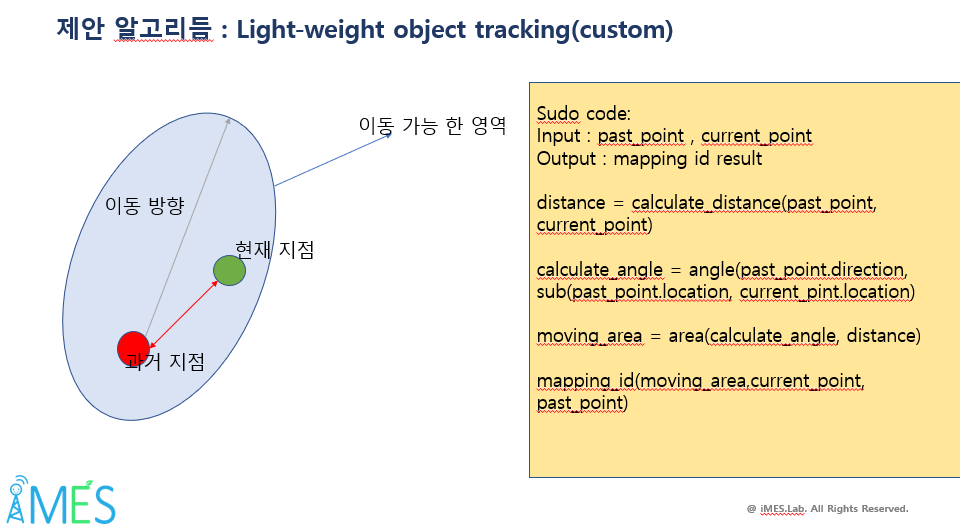 제안 알고리듬 : Light-weight object tracking(custom)
이동 가능 한 영역
이동 방향
현재 지점
과거 지점
Sudo code:
Input : past_point , current_point
Output : mapping id result
distance = calculate_distance(past_point,
current_point)
calculate_angle = angle(past_point.direction,
sub(past_point.location, current_pint.location)
moving_area = area(calculate_angle, distance)
mapping_id(moving_area,current_point,
past_point)
iMES
@ iMES.Lab. All Rights Reserved.